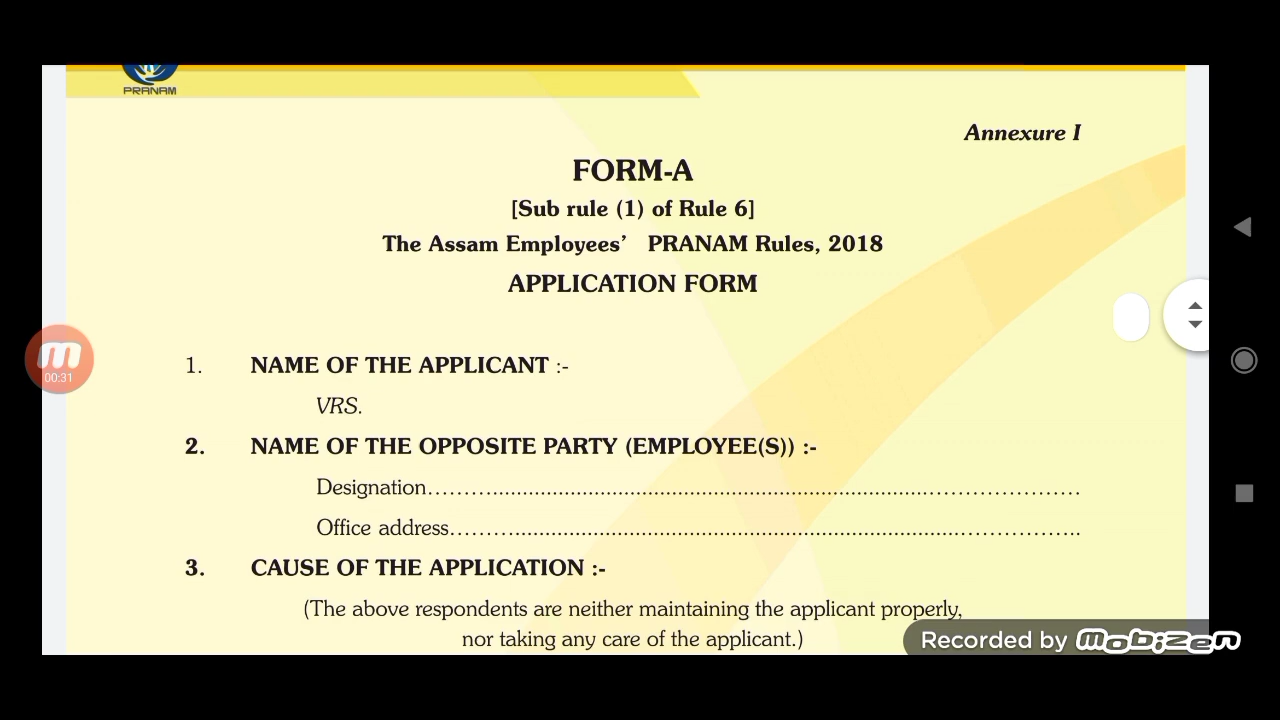 PRANAM
Annexure I
FORM-A
[Sub rule (1) of Rule 6]
The Assam Employees’ PRANAM Rules, 2018
APPLICATION FORM
1. NAME OF THE APPLICANT :-
VRS.
2. NAME OF THE OPPOSITE PARTY (EMPLOYEE(S)) :-
Designation....................................................................................................
Office address....................................................................................................
3. CAUSE OF THE APPLICATION :-
(The above respondents are neither maintaining the applicant properly,
nor taking any care of the applicant.)
00:31
Recorded by mobizen